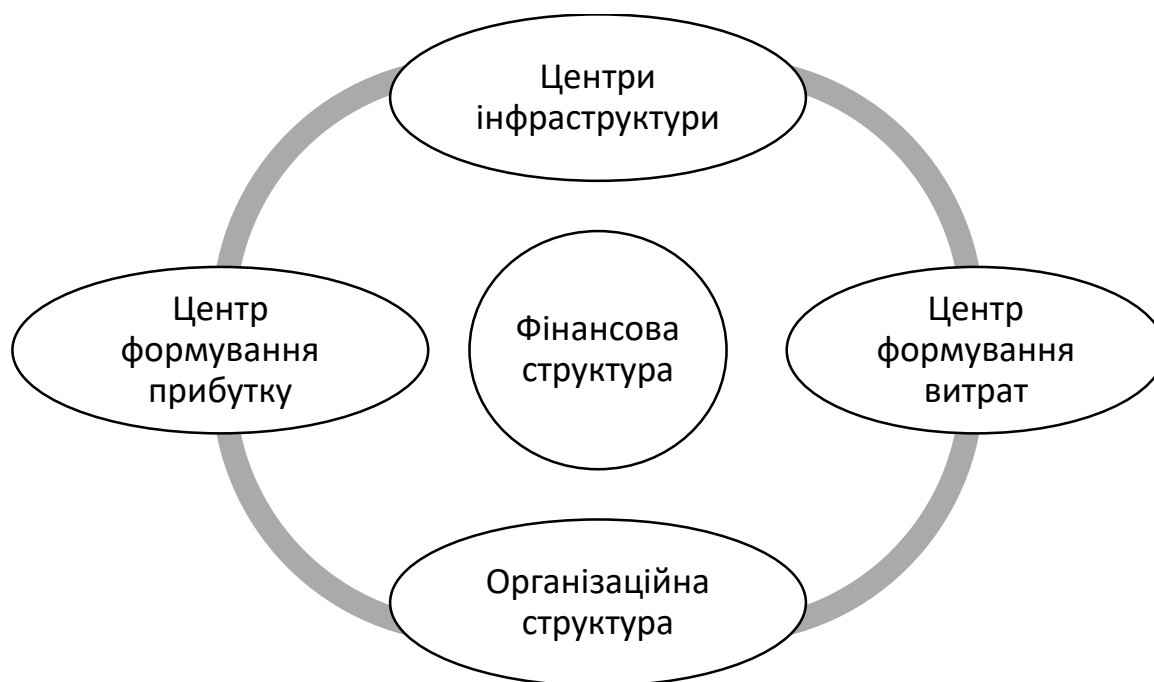 Центри
інфраструктури
Центр
формування
прибутку
Фінансова
структура
Центр
формування
витрат
Організаційна
структура